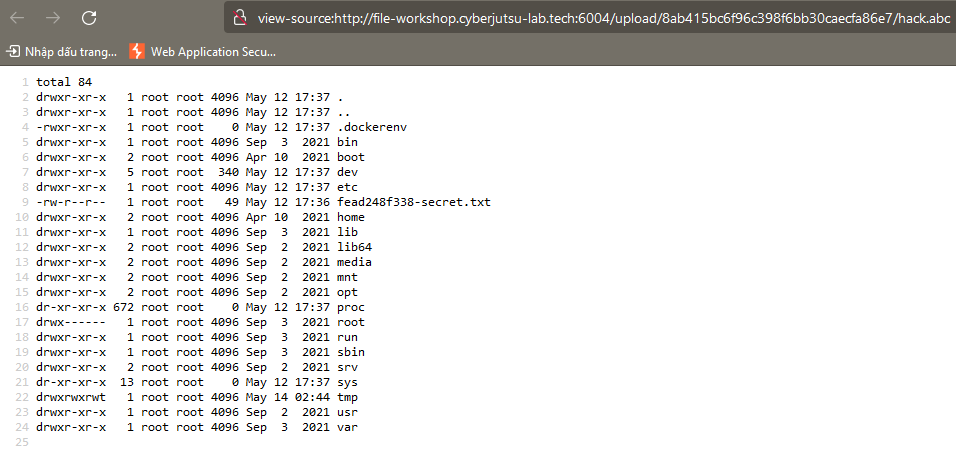 view-source:http://file-workshop.cyberjutsu-lab.tech:6004/upload/8ab415bc6f96c398f6bb30caecfa86e7/hack.abc
Nhập dấu trang... Web Application Secu...
1 total 84
2 drwxr-xr-x 1 root root 4096 May 12 17:37 .
3 drwxr-xr-x 1 root root 4096 May 12 17:37 ..
4 -rwxr-xr-x 1 root root 0 May 12 17:37 .dockerenv
5 drwxr-xr-x 1 root root 4096 Sep 3 2021 bin
6 drwxr-xr-x 2 root root 4096 Apr 10 2021 boot
7 drwxr-xr-x 5 root root 340 May 12 17:37 dev
8 drwxr-xr-x 1 root root 4096 May 12 17:37 etc
9 -rw-r--r-- 1 root root 49 May 12 17:36 fead248f338-secret.txt
10 drwxr-xr-x 2 root root 4096 Apr 10 2021 home
11 drwxr-xr-x 1 root root 4096 Sep 3 2021 lib
12 drwxr-xr-x 2 root root 4096 Sep 2 2021 lib64
13 drwxr-xr-x 2 root root 4096 Sep 2 2021 media
14 drwxr-xr-x 2 root root 4096 Sep 2 2021 mnt
15 drwxr-xr-x 2 root root 4096 Sep 2 2021 opt
16 dr-xr-xr-x 672 root root 0 May 12 17:37 proc
17 drwx------ 1 root root 4096 Sep 3 2021 root
18 drwxr-xr-x 1 root root 4096 Sep 3 2021 run
19 drwxr-xr-x 1 root root 4096 Sep 3 2021 sbin
20 drwxr-xr-x 2 root root 4096 Sep 2 2021 srv
21 dr-xr-xr-x 13 root root 0 May 12 17:37 sys
22 drwxrwxrwt 1 root root 4096 May 14 02:44 tmp
23 drwxr-xr-x 1 root root 4096 Sep 2 2021 usr
24 drwxr-xr-x 1 root root 4096 Sep 3 2021 var
25